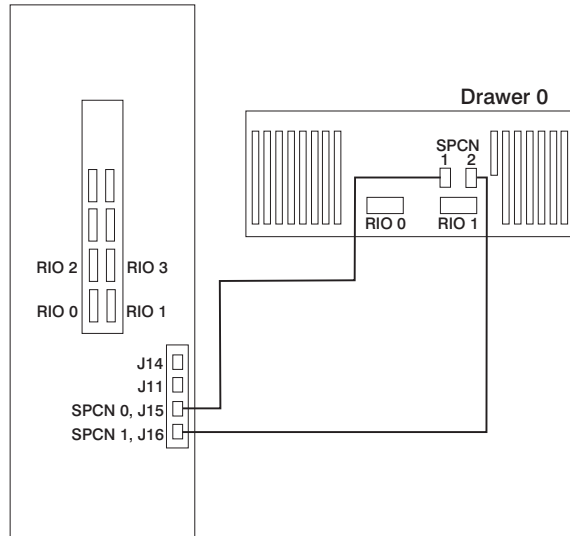 Drawer 0
SPCN
1 2
RIO 0 RIO 1
RIO 2 RIO 3
RIO 0 RIO 1
J14
J11
SPCN 0, J15
SPCN 1, J16